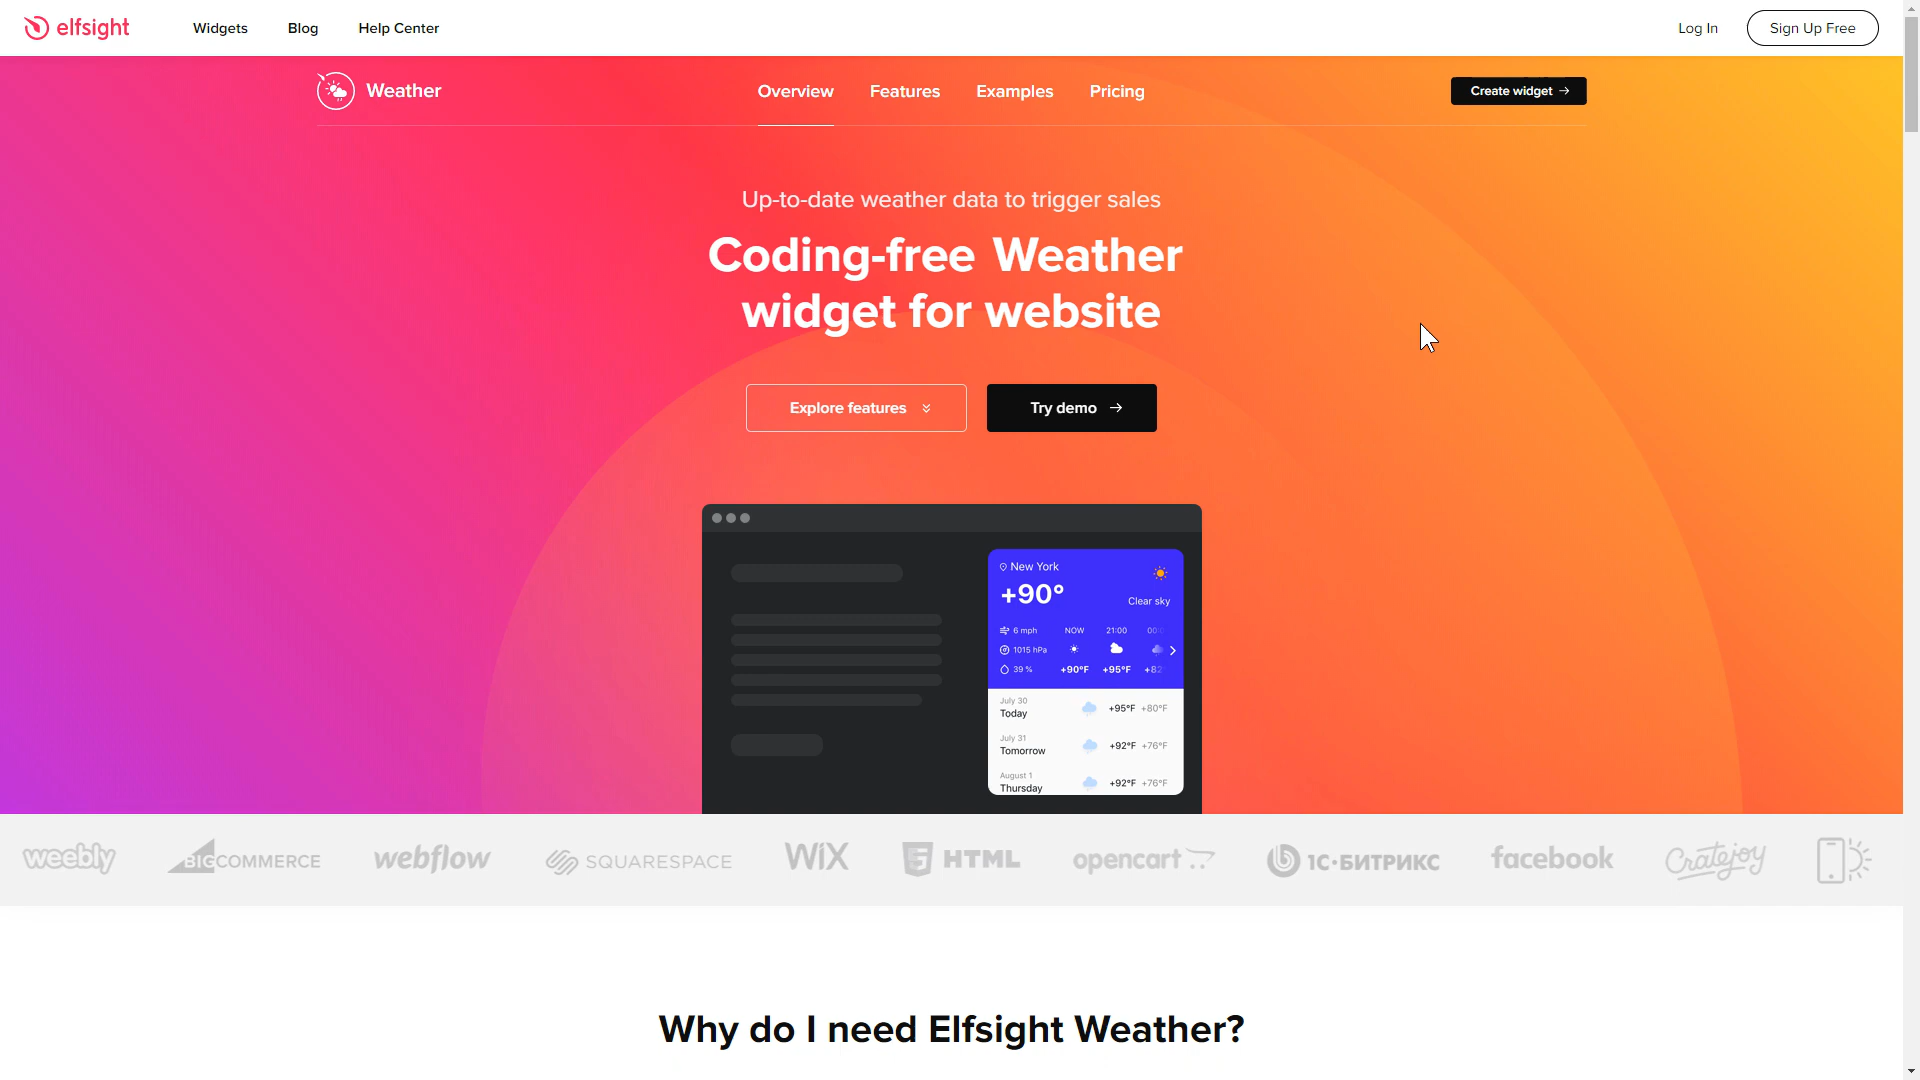 elfsight
Widgets
Blog
Help Center
Log In
Sign Up Free
Weather
Overview
Features
Examples
Pricing
Create widget →
Up-to-date weather data to trigger sales
Coding-free Weather
widget for website
Explore features
Try demo →
New York
+90°
Clear sky
6 mph NOW 21:00
1015 hPa
39 % +90°F +95°F +82
July 30
Today +95°F +80°F
July 31
Tomorrow +92°F +76°F
August 1
Thursday +92°F +76°F
weebly
BIGCOMMERCE
webflow
SQUARESPACE
WiX
HTML
opencart
1С·БИТРИКС
facebook
Cratejoy
Why do I need Elfsight Weather?